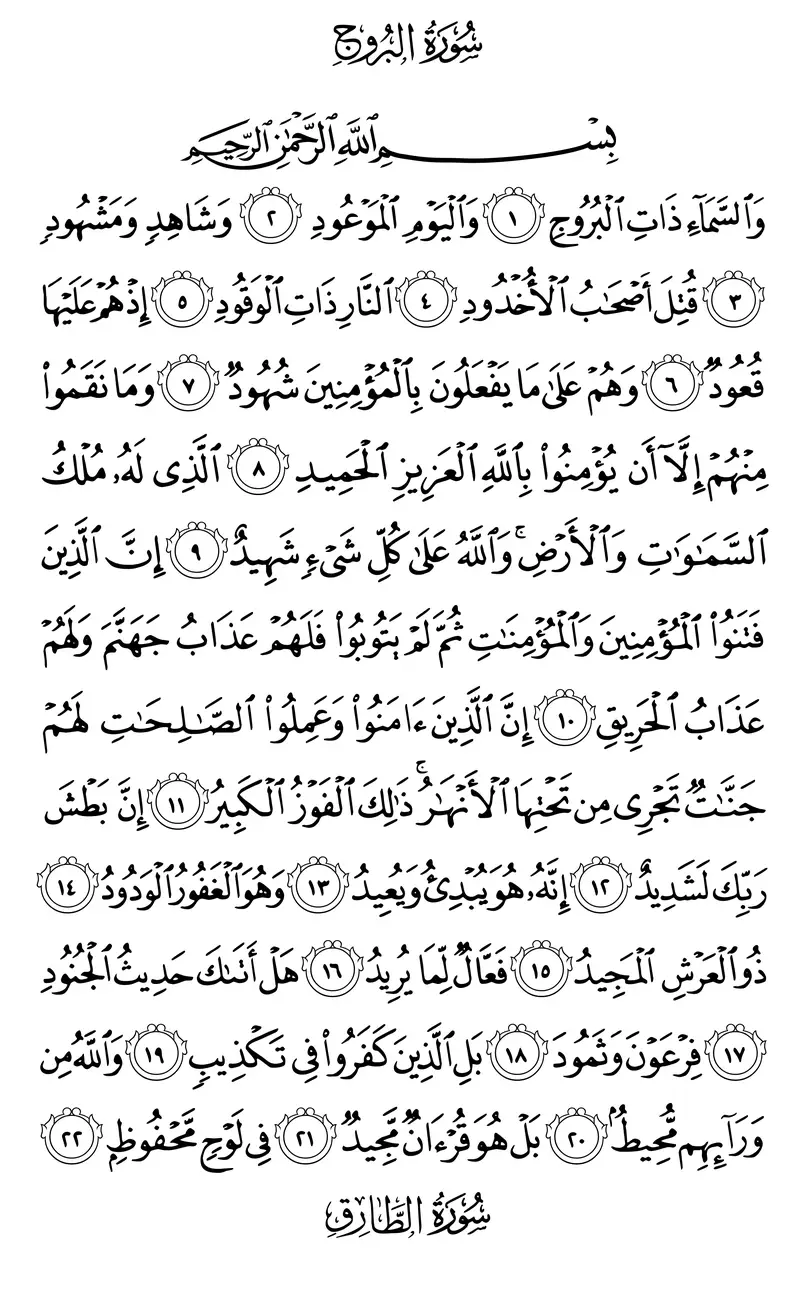 سُورَةُ البُرُوجِ
بِسْمِ ٱللَّهِ ٱلرَّحْمَٰنِ ٱلرَّحِيمِ
وَٱلسَّمَآءِ ذَاتِ ٱلْبُرُوجِ ١ وَٱلْيَوْمِ ٱلْمَوْعُودِ ٢ وَشَاهِدٍ وَمَشْهُودٍ
٣ قُتِلَ أَصْحَٰبُ ٱلْأُخْدُودِ ٤ ٱلنَّارِ ذَاتِ ٱلْوَقُودِ ٥ إِذْ هُمْ عَلَيْهَا
قُعُودٌ ٦ وَهُمْ عَلَىٰ مَا يَفْعَلُونَ بِٱلْمُؤْمِنِينَ شُهُودٌ ٧ وَمَا نَقَمُوا۟
مِنْهُمْ إِلَّآ أَن يُؤْمِنُوا۟ بِٱللَّهِ ٱلْعَزِيزِ ٱلْحَمِيدِ ٨ ٱلَّذِى لَهُۥ مُلْكُ
ٱلسَّمَٰوَٰتِ وَٱلْأَرْضِ ۚ وَٱللَّهُ عَلَىٰ كُلِّ شَىْءٍ شَهِيدٌ ٩ إِنَّ ٱلَّذِينَ
فَتَنُوا۟ ٱلْمُؤْمِنِينَ وَٱلْمُؤْمِنَٰتِ ثُمَّ لَمْ يَتُوبُوا۟ فَلَهُمْ عَذَابُ جَهَنَّمَ وَلَهُمْ
عَذَابُ ٱلْحَرِيقِ ١٠ إِنَّ ٱلَّذِينَ ءَامَنُوا۟ وَعَمِلُوا۟ ٱلصَّٰلِحَٰتِ لَهُمْ
جَنَّٰتٌ تَجْرِى مِن تَحْتِهَا ٱلْأَنْهَٰرُ ۚ ذَٰلِكَ ٱلْفَوْزُ ٱلْكَبِيرُ ١١ إِنَّ بَطْشَ
رَبِّكَ لَشَدِيدٌ ١٢ إِنَّهُۥ هُوَ يُبْدِئُ وَيُعِيدُ ١٣ وَهُوَ ٱلْغَفُورُ ٱلْوَدُودُ ١٤
ذُو ٱلْعَرْشِ ٱلْمَجِيدُ ١٥ فَعَّالٌ لِّمَا يُرِيدُ ١٦ هَلْ أَتَىٰكَ حَدِيثُ ٱلْجُنُودِ
١٧ فِرْعَوْنَ وَثَمُودَ ١٨ بَلِ ٱلَّذِينَ كَفَرُوا۟ فِى تَكْذِيبٍ ١٩ وَٱللَّهُ مِن
وَرَآئِهِم مُّحِيطٌۢ ٢٠ بَلْ هُوَ قُرْءَانٌ مَّجِيدٌ ٢١ فِى لَوْحٍ مَّحْفُوظٍۭ ٢٢
سُورَةُ الطَّارِقِ